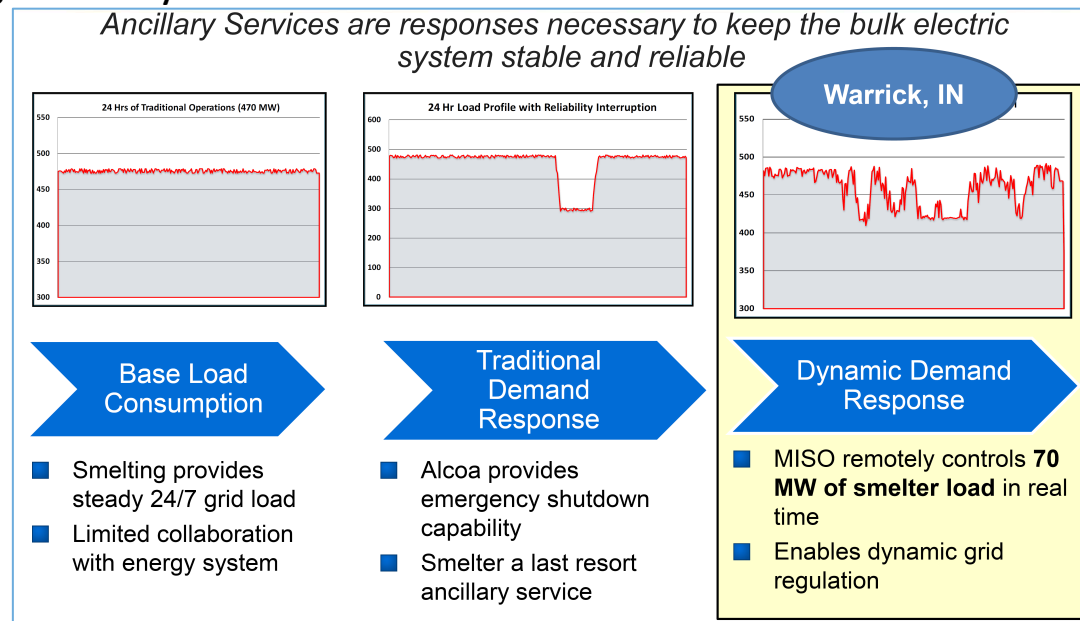 Ancillary Services are responses necessary to keep the bulk electric
system stable and reliable
24 Hrs of Traditional Operations (470 MW)
550
500
450
400
350
300
24 Hr Load Profile with Reliability Interruption
600
500
400
300
200
100
0
Warrick, IN
550
500
450
400
350
300
Base Load
Consumption
Traditional
Demand
Response
Dynamic Demand
Response
Smelting provides
steady 24/7 grid load
Limited collaboration
with energy system
Alcoa provides
emergency shutdown
capability
Smelter a last resort
ancillary service
MISO remotely controls 70
MW of smelter load in real
time
Enables dynamic grid
regulation